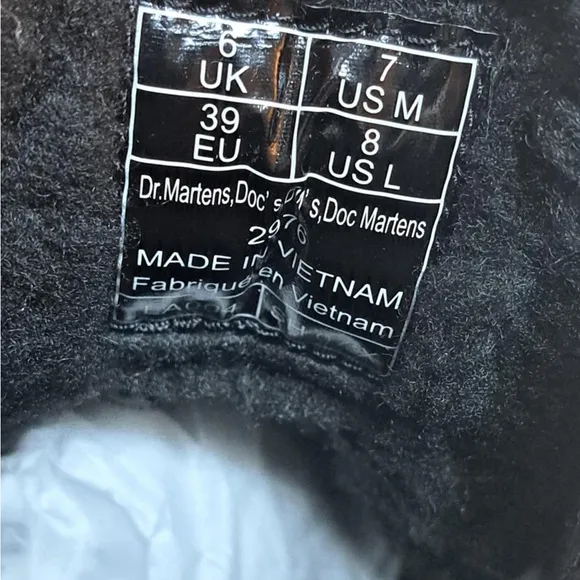 6
UK
7
US M
39
EU
8
US L
Dr.Martens,Doc's,DM's,Doc Martens
2976
MADE IN VIETNAM
Fabriqué en Vietnam